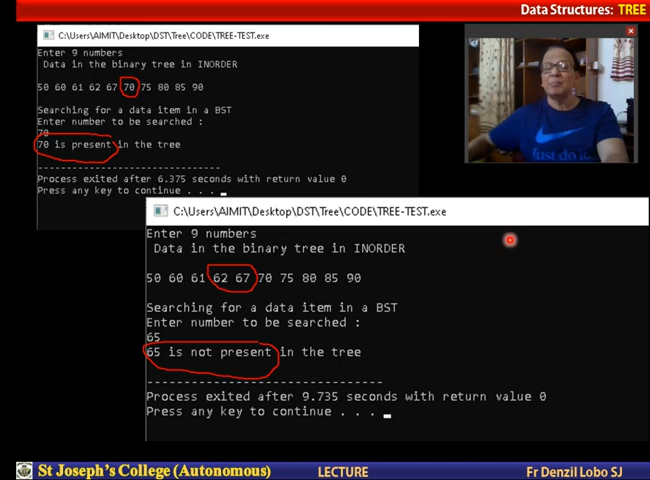 Data Structures: TREE
C:\Users\AIMIT\Desktop\DST\Tree\CODE\TREE-TEST.exe
Enter 9 numbers
Data in the binary tree in INORDER
50 60 61 62 67 70 75 80 85 90
Searching for a data item in a BST
Enter number to be searched :
70
70 is present in the tree
--------------------------------
Process exited after 6.375 seconds with return value 0
Press any key to continue . . .
just do it.
C:\Users\AIMIT\Desktop\DST\Tree\CODE\TREE-TEST.exe
Enter 9 numbers
Data in the binary tree in INORDER
50 60 61 62 67 70 75 80 85 90
Searching for a data item in a BST
Enter number to be searched :
65
65 is not present in the tree
--------------------------------
Process exited after 9.735 seconds with return value 0
Press any key to continue . . .
St Joseph's College (Autonomous) LECTURE Fr Denzil Lobo SJ